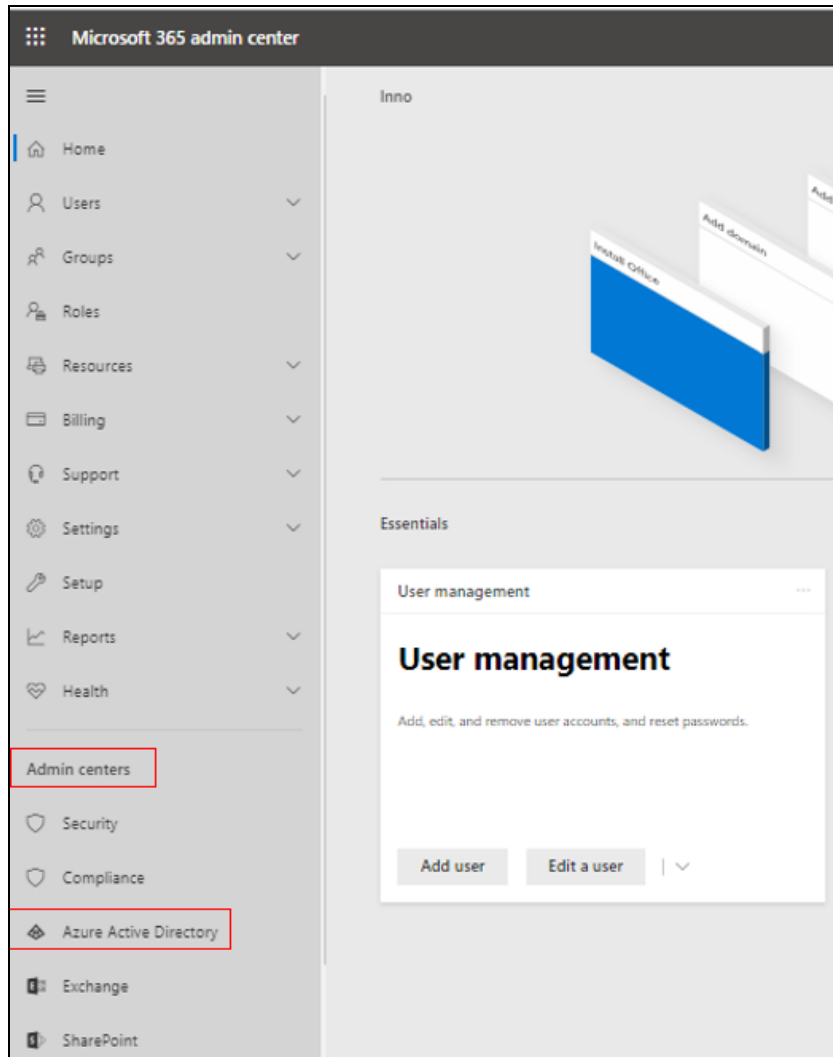 Microsoft 365 admin center
Inno
Home
Users
Groups
Roles
Resources
Billing
Support
Settings
Setup
Reports
Health
Admin centers
Security
Compliance
Azure Active Directory
Exchange
SharePoint
Install Office
Add domain
Add
Essentials
User management
User management
Add, edit, and remove user accounts, and reset passwords.
Add user
Edit a user